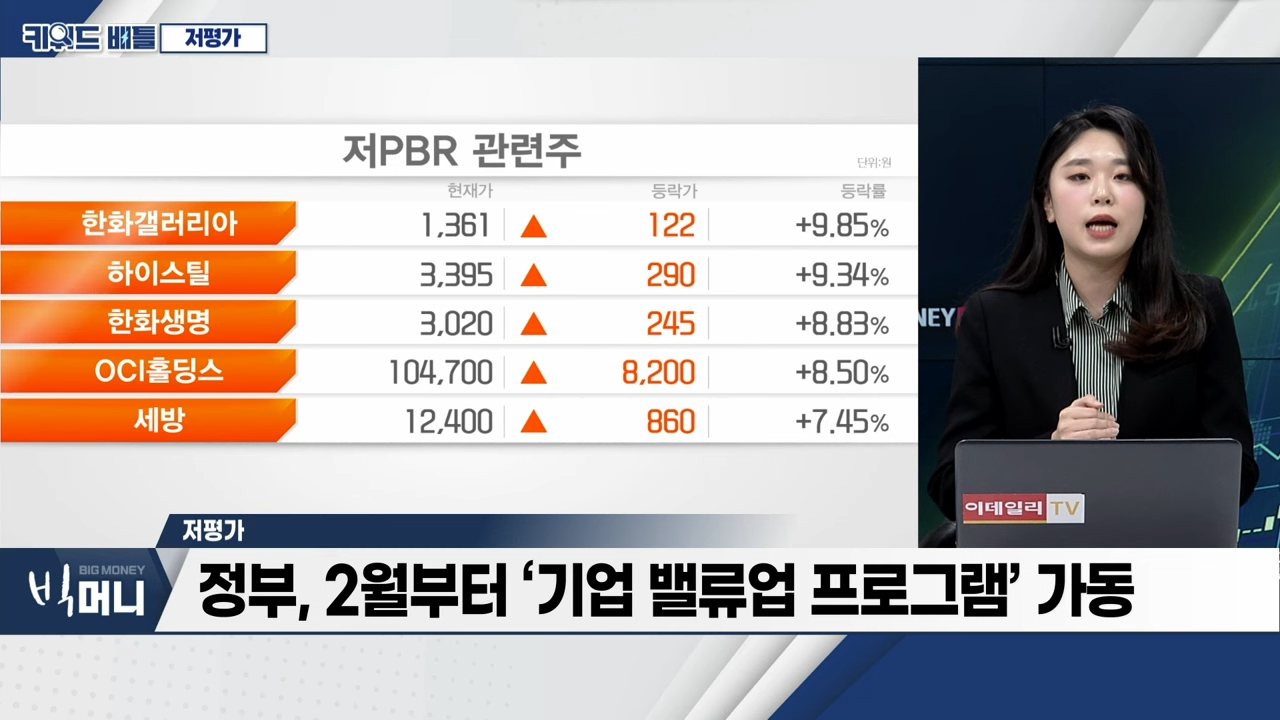 키워드 배틀 저평가
저PBR 관련주
단위:원
현재가 등락가 등락률
한화갤러리아 1,361 ▲ 122 +9.85%
하이스틸 3,395 ▲ 290 +9.34%
한화생명 3,020 ▲ 245 +8.83%
OCI홀딩스 104,700 ▲ 8,200 +8.50%
세방 12,400 ▲ 860 +7.45%
NEY
이데일리 TV
저평가
BIG MONEY
빅머니
정부, 2월부터 ‘기업 밸류업 프로그램’ 가동